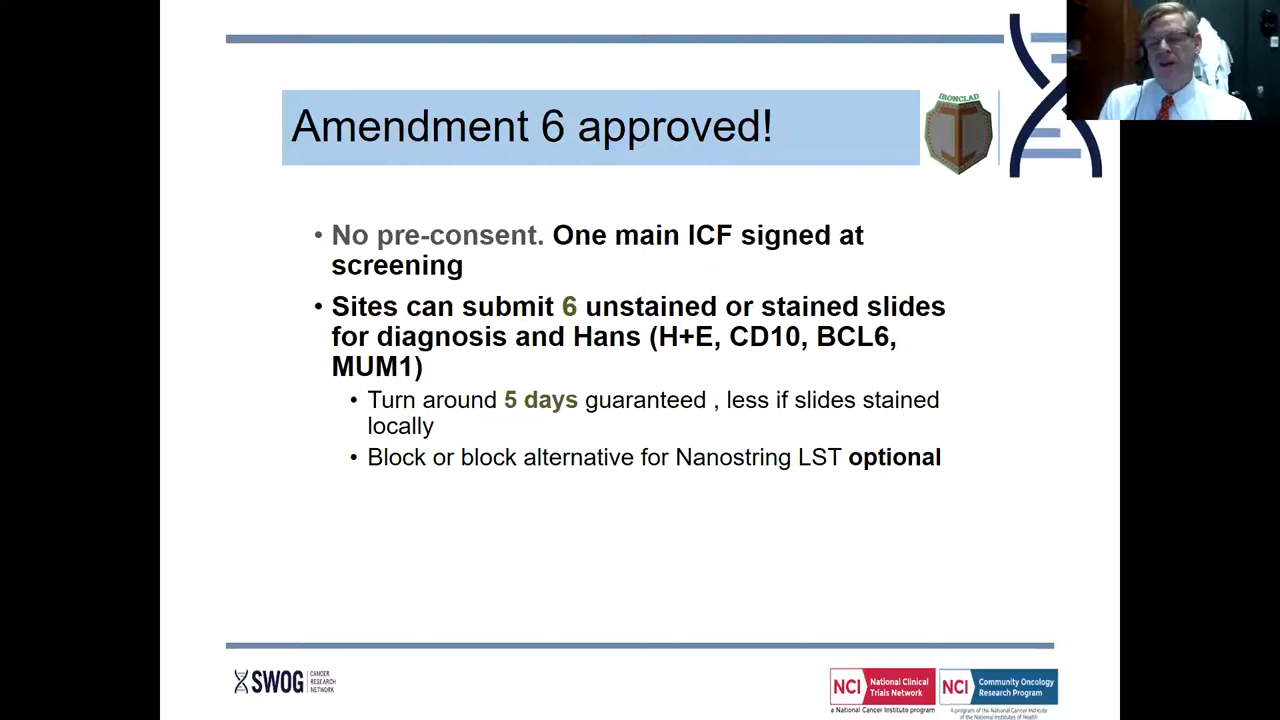 IRONCLAD
Amendment 6 approved!
• No pre-consent. One main ICF signed at
screening
• Sites can submit 6 unstained or stained slides
for diagnosis and Hans (H+E, CD10, BCL6,
MUM1)
• Turn around 5 days guaranteed , less if slides stained
locally
• Block or block alternative for Nanostring LST optional
SWOG
CANCER
RESEARCH
NETWORK
NCI
National Clinical
Trials Network
a National Cancer Institute program
NCI
Community Oncology
Research Program
A program of the National Cancer Institute
of the National Institutes of Health